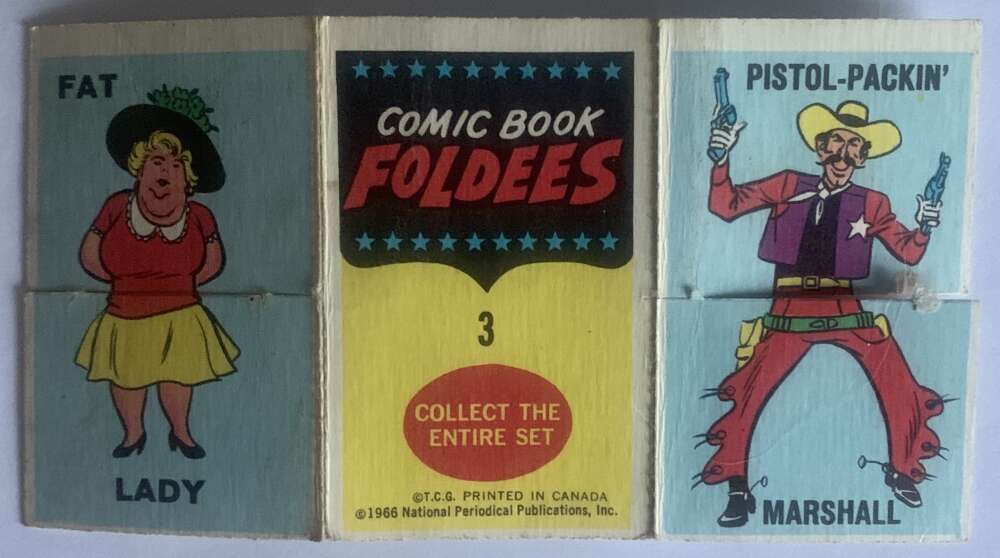 FAT
LADY
COMIC BOOK
FOLDEES
3
COLLECT THE
ENTIRE SET
©T.C.G. PRINTED IN CANADA
©1966 National Periodical Publications, Inc.
PISTOL-PACKIN'
MARSHALL